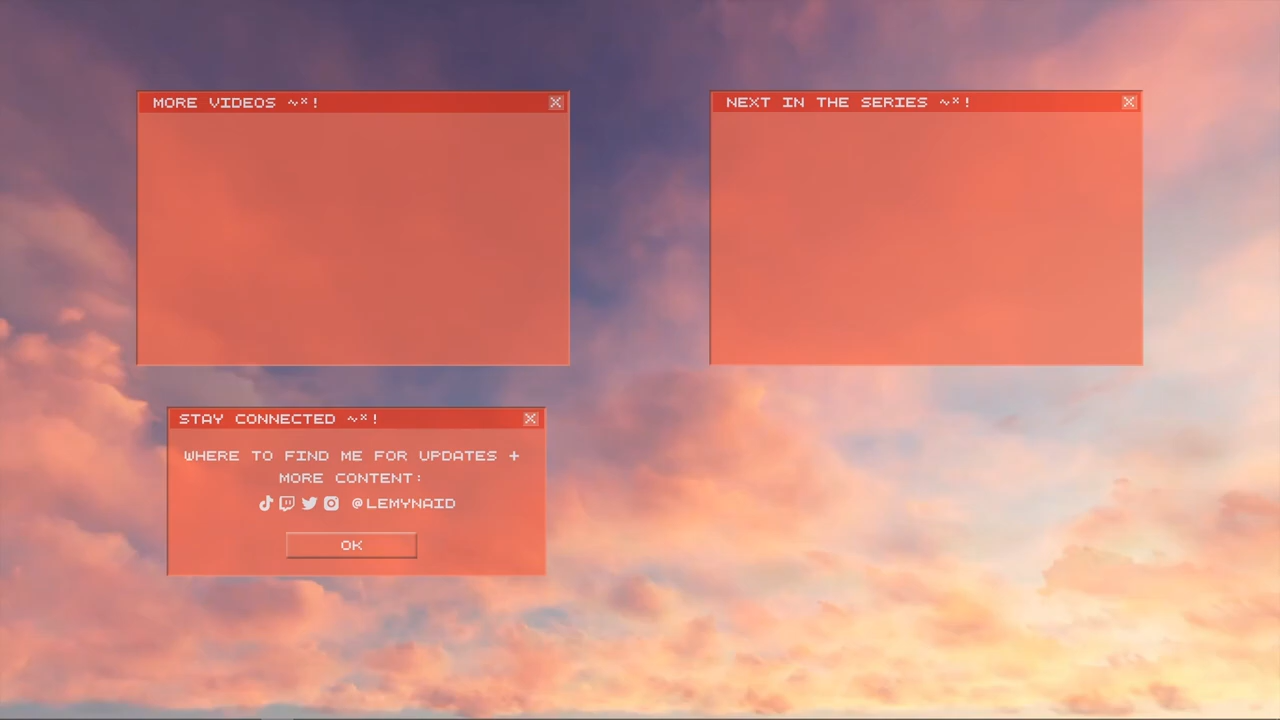 MORE VIDEOS ~*!
NEXT IN THE SERIES ~*!
STAY CONNECTED ~*!
WHERE TO FIND ME FOR UPDATES +
MORE CONTENT:
@LEMYNAID
OK